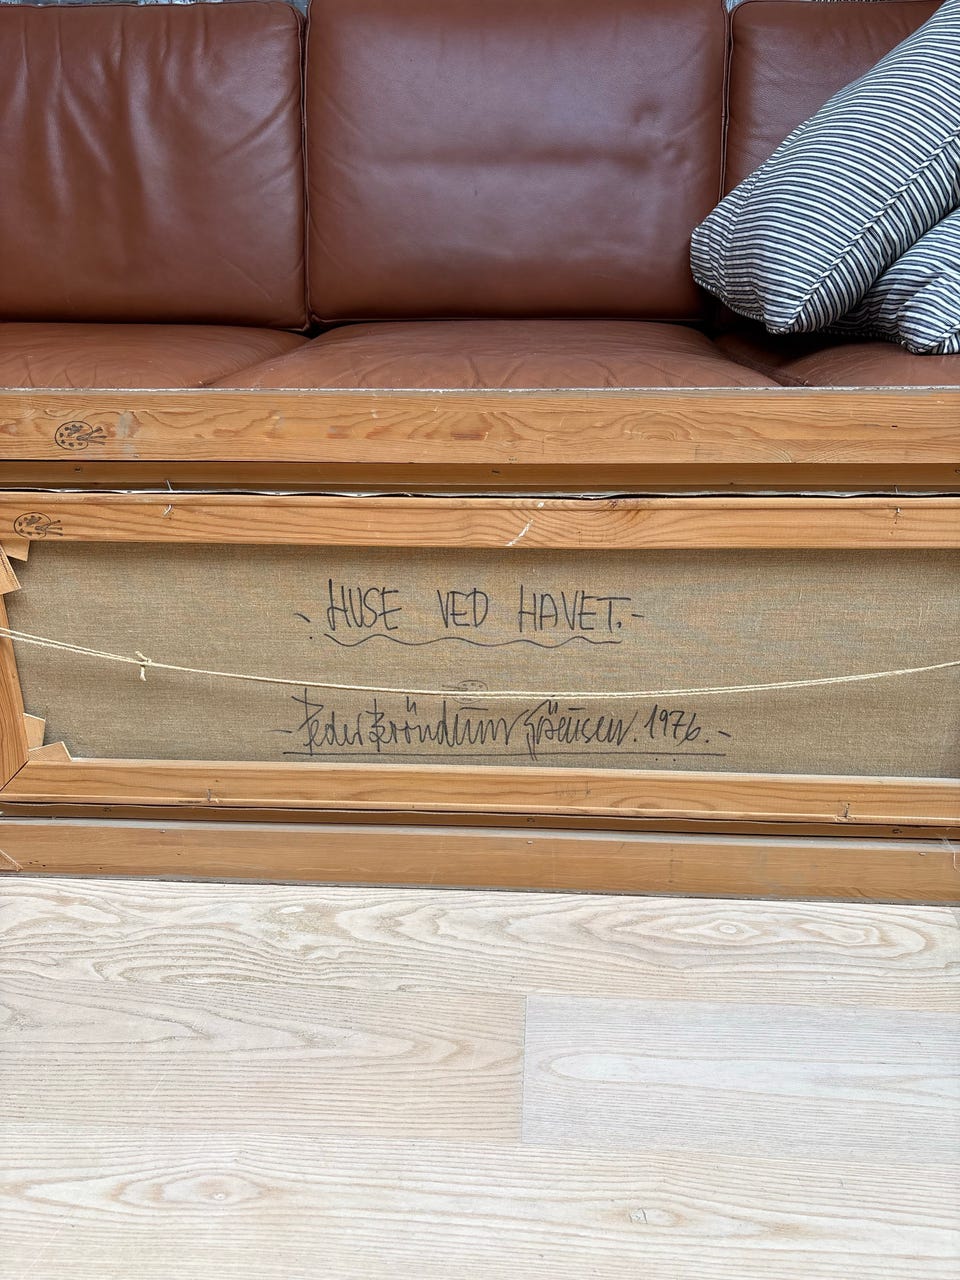 - HUSE VED HAVET.-
- Peder Bröndum Sörensen. 1976.-